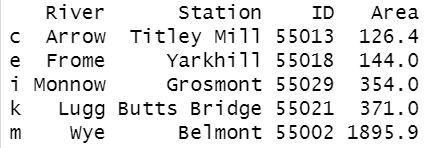 River Station ID Area
c Arrow Titley Mill 55013 126.4
e Frome Yarkhill 55018 144.0
i Monnow Grosmont 55029 354.0
k Lugg Butts Bridge 55021 371.0
m Wye Belmont 55002 1895.9